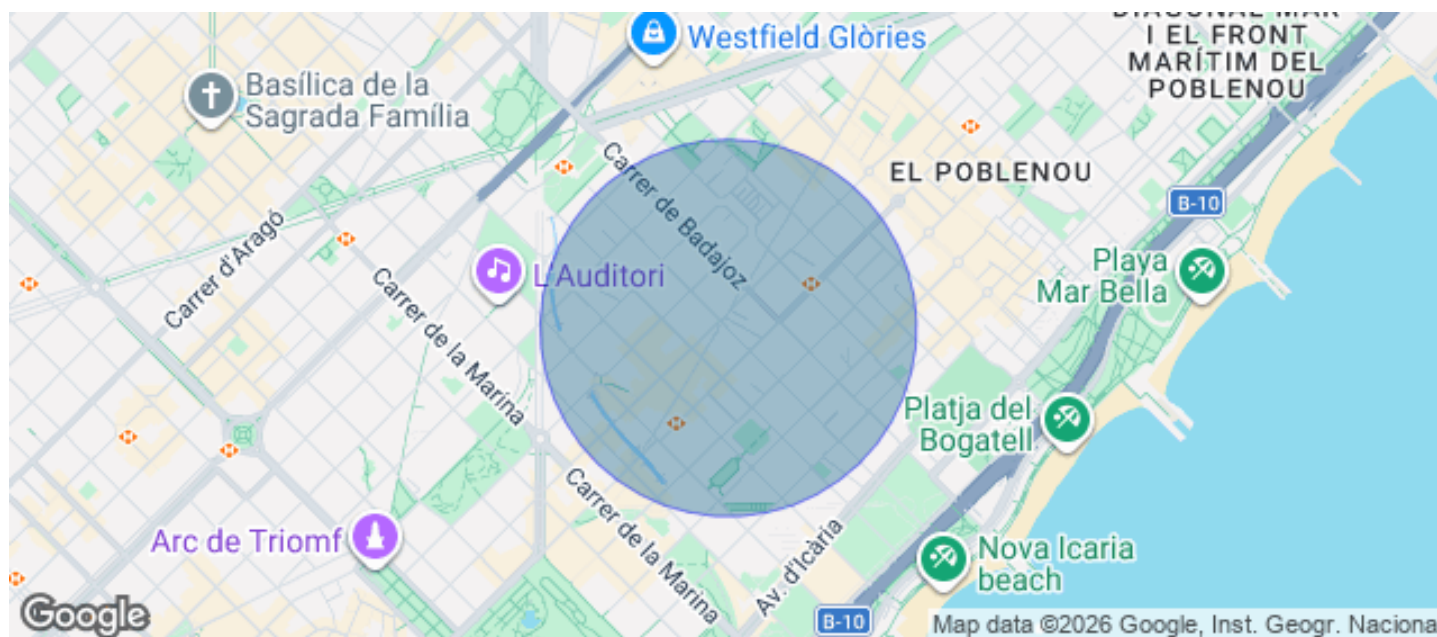 DIAGONAL MAR
I EL FRONT
MARÍTIM DEL
POBLENOU
Westfield Glòries
Basílica de la
Sagrada Família
EL POBLENOU
Carrer de Badajoz
B-10
Carrer d'Aragó
L'Auditori
Playa
Mar Bella
Carrer de la Marina
Platja del
Bogatell
Carrer de la Marina
Arc de Triomf
Av. d'Icària
Nova Icaria
beach
Google
B-10
Map data ©2026 Google, Inst. Geogr. Naciona